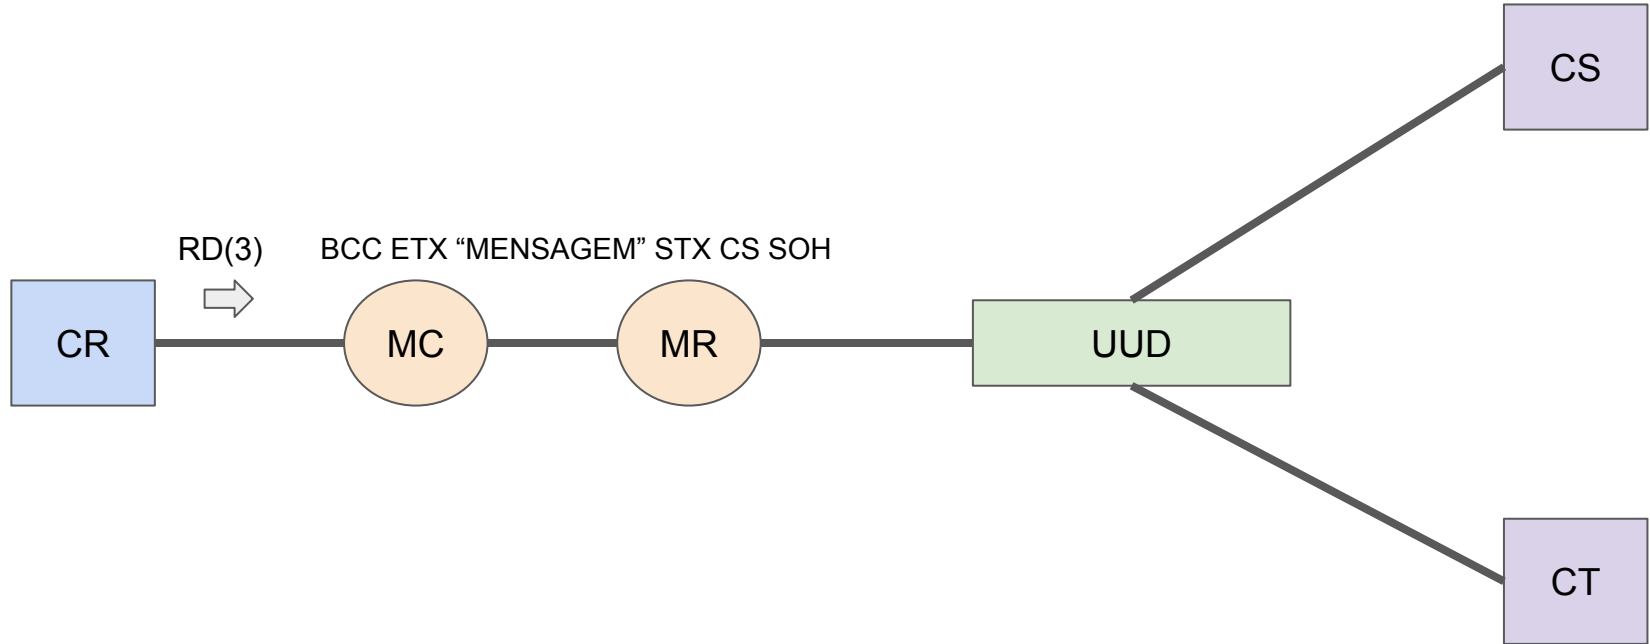 CS
RD(3)
BCC ETX “MENSAGEM” STX CS SOH
CR
MC
MR
UUD
CT